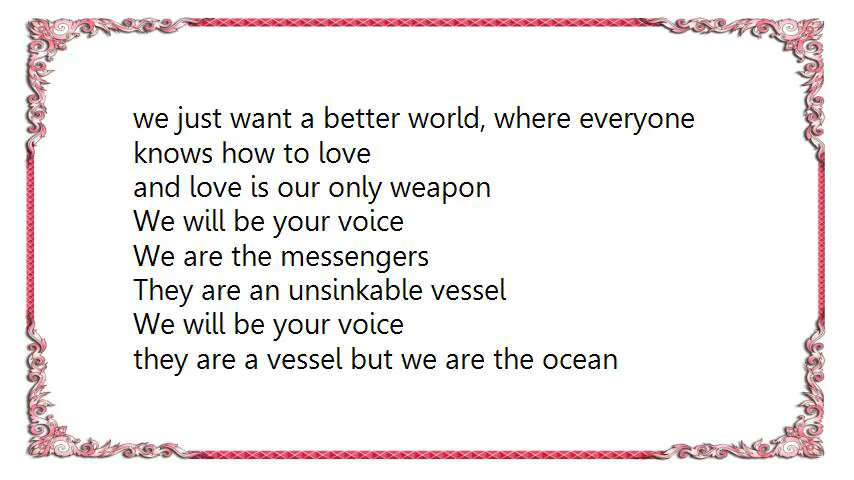 we just want a better world, where everyone
knows how to love
and love is our only weapon
We will be your voice
We are the messengers
They are an unsinkable vessel
We will be your voice
they are a vessel but we are the ocean